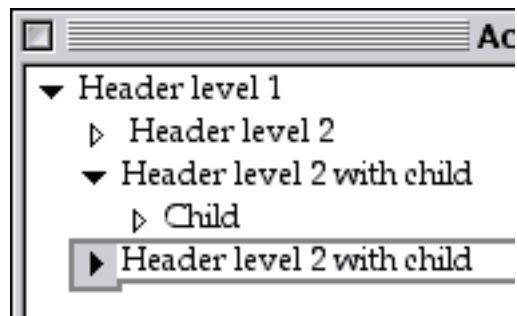 Ac
Header level 1
Header level 2
Header level 2 with child
Child
Header level 2 with child